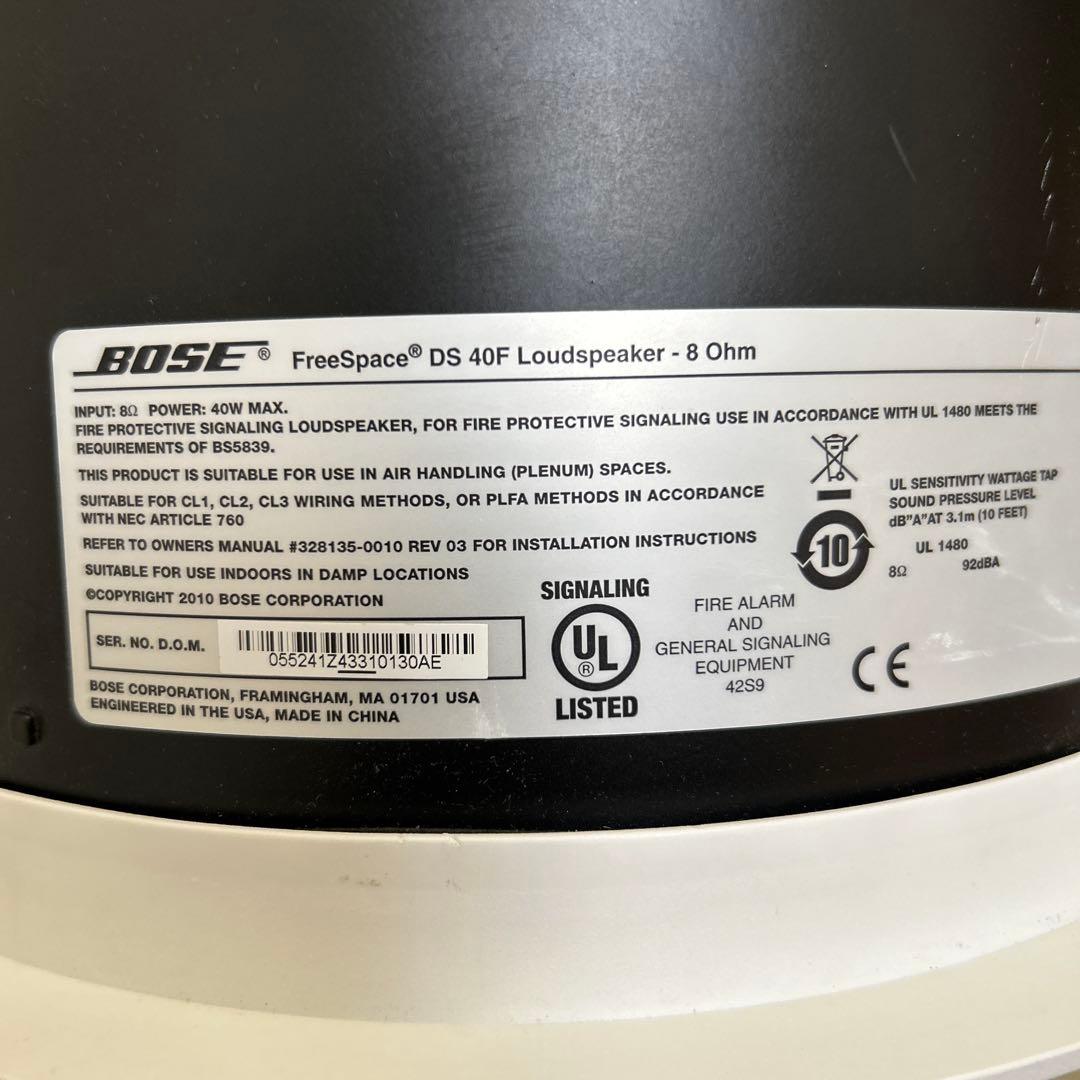 BOSE® FreeSpace® DS 40F Loudspeaker - 8 Ohm
INPUT: 8Ω POWER: 40W MAX.
FIRE PROTECTIVE SIGNALING LOUDSPEAKER, FOR FIRE PROTECTIVE SIGNALING USE IN ACCORDANCE WITH UL 1480 MEETS THE
REQUIREMENTS OF BS5839.
THIS PRODUCT IS SUITABLE FOR USE IN AIR HANDLING (PLENUM) SPACES.
SUITABLE FOR CL1, CL2, CL3 WIRING METHODS, OR PLFA METHODS IN ACCORDANCE
WITH NEC ARTICLE 760
REFER TO OWNERS MANUAL #328135-0010 REV 03 FOR INSTALLATION INSTRUCTIONS
SUITABLE FOR USE INDOORS IN DAMP LOCATIONS
©COPYRIGHT 2010 BOSE CORPORATION
SER. NO. D.O.M.
055241Z43310130AE
BOSE CORPORATION, FRAMINGHAM, MA 01701 USA
ENGINEERED IN THE USA, MADE IN CHINA
SIGNALING
UL®
LISTED
FIRE ALARM
AND
GENERAL SIGNALING
EQUIPMENT
42S9
10
UL SENSITIVITY WATTAGE TAP
SOUND PRESSURE LEVEL
dB"A"AT 3.1m (10 FEET)
UL 1480
8Ω 92dBA
CE